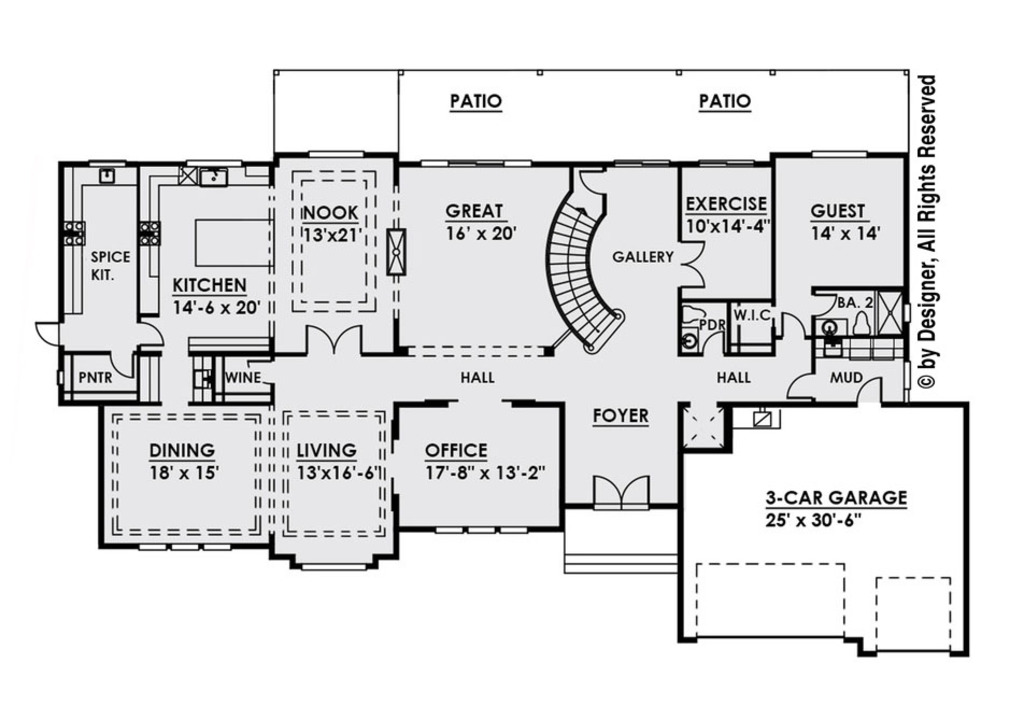 PATIO
PATIO
© by Designer, All Rights Reserved
NOOK
13'x21'
GREAT
16' x 20'
EXERCISE
10'x14'-4"
GUEST
14' x 14'
SPICE
KIT.
GALLERY
KITCHEN
14'-6 x 20'
BA. 2
W.I.C
PDR
PNTR
WINE
HALL
HALL
MUD
FOYER
DINING
18' x 15'
LIVING
13'x16'-6"
OFFICE
17'-8" x 13'-2"
3-CAR GARAGE
25' x 30'-6"